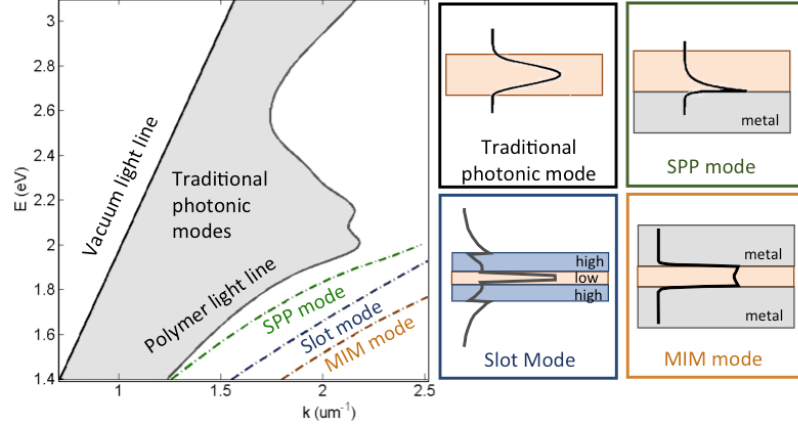 3
2.8
2.6
2.4
2.2
2
1.8
1.6
1.4
E (eV)
1
1.5
2
2.5
k (um⁻¹)
Vacuum light line
Traditional
photonic
modes
Polymer light line
SPP mode
Slot mode
MIM mode
Traditional
photonic mode
metal
SPP mode
high
low
high
Slot Mode
metal
metal
MIM mode